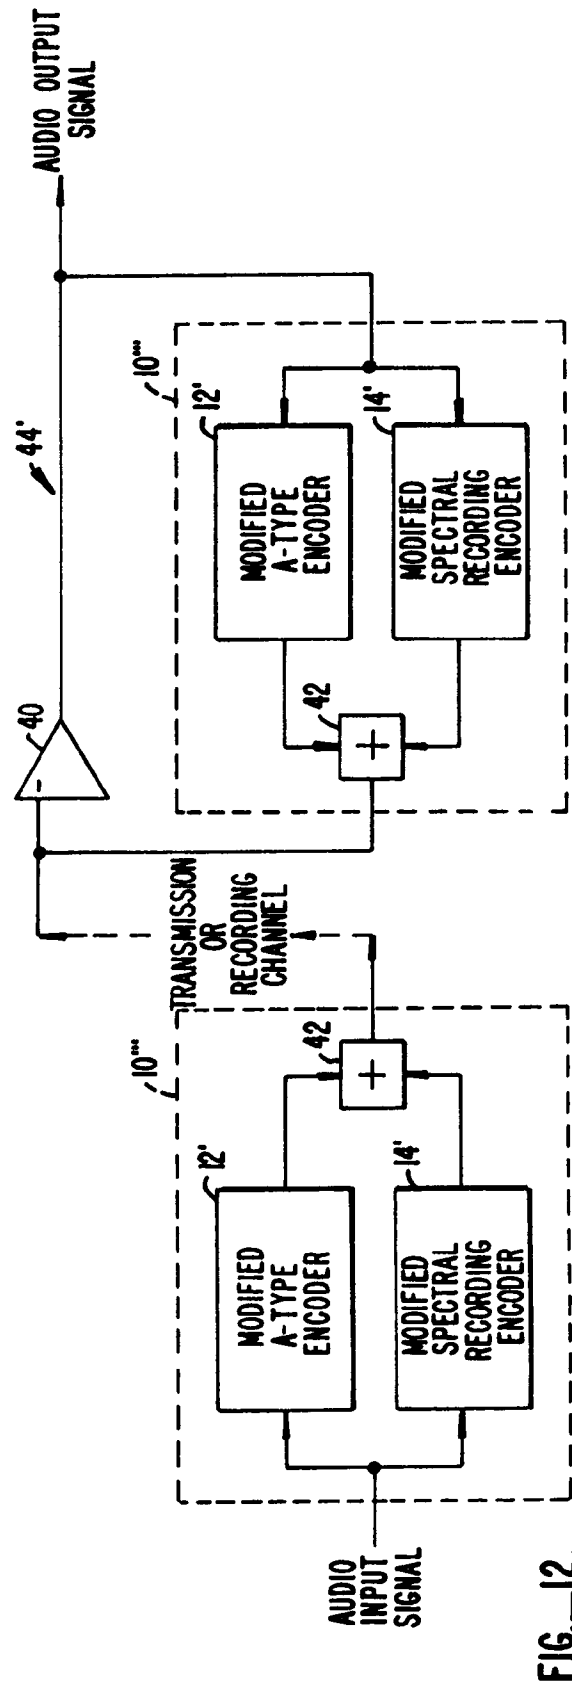 AUDIO
INPUT
SIGNAL
10'''
12'
MODIFIED
A-TYPE
ENCODER
14'
MODIFIED
SPECTRAL
RECORDING
ENCODER
42
+
TRANSMISSION
OR
RECORDING
CHANNEL
40
-
44'
10'''
42
+
12'
MODIFIED
A-TYPE
ENCODER
14'
MODIFIED
SPECTRAL
RECORDING
ENCODER
AUDIO OUTPUT
SIGNAL
FIG._12.